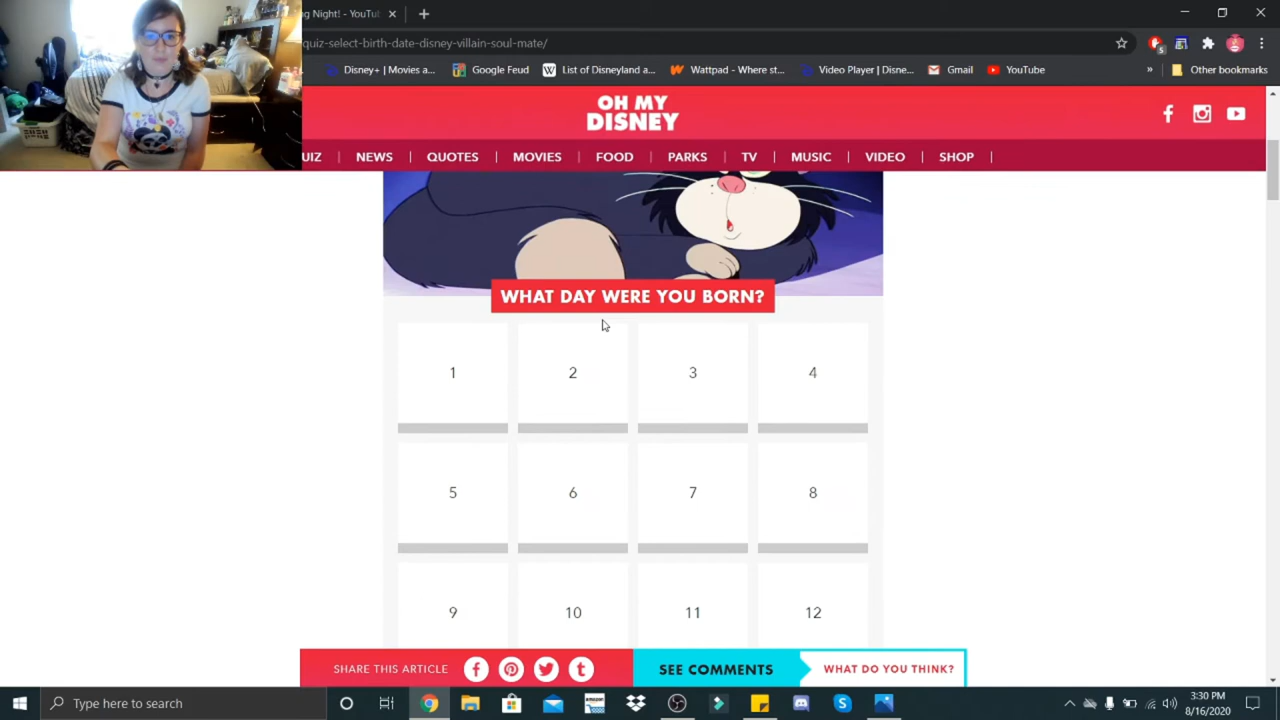 ng Night! - YouTu
quiz-select-birth-date-disney-villain-soul-mate/
Disney+ | Movies a... Google Feud List of Disneyland a... Wattpad - Where st... Video Player | Disne... Gmail YouTube » Other bookmarks
OH MY
DISNEY
UIZ | NEWS | QUOTES | MOVIES | FOOD | PARKS | TV | MUSIC | VIDEO | SHOP |
WHAT DAY WERE YOU BORN?
1 2 3 4
5 6 7 8
9 10 11 12
SHARE THIS ARTICLE SEE COMMENTS WHAT DO YOU THINK?
Type here to search
3:30 PM
8/16/2020